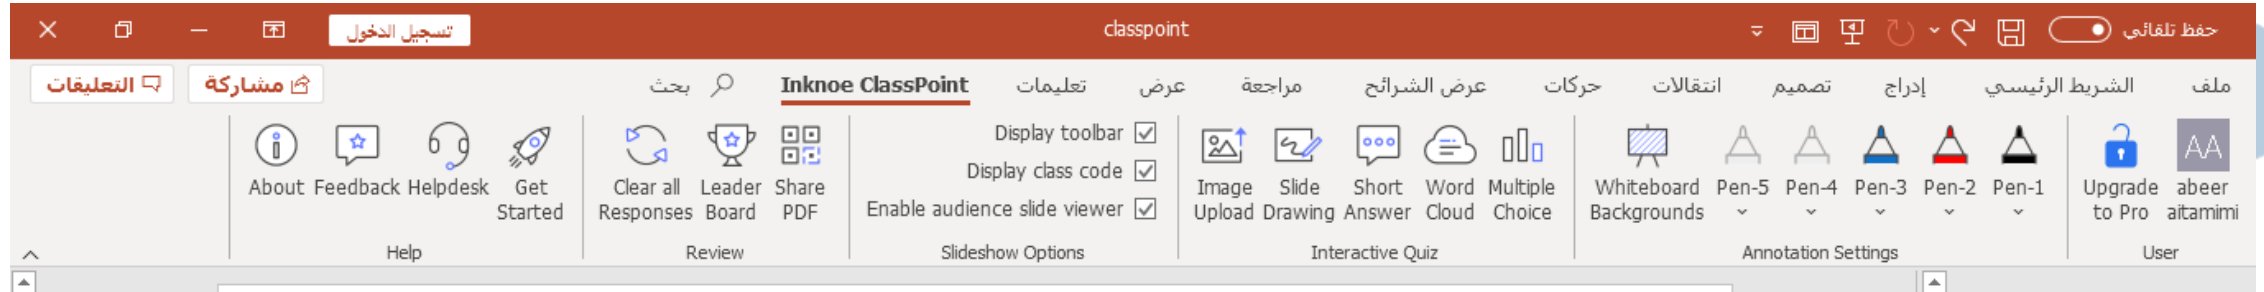 حفظ تلقائي
classpoint
تسجيل الدخول
ملف
الشريط الرئيسي
إدراج
تصميم
انتقالات
حركات
عرض الشرائح
مراجعة
عرض
تعليمات
Inknoe ClassPoint
بحث
مشاركة
التعليقات
AA
abeer
aitamimi
Upgrade
to Pro
User
Pen-1
Pen-2
Pen-3
Pen-4
Pen-5
Whiteboard
Backgrounds
Annotation Settings
Multiple
Choice
Word
Cloud
Short
Answer
Slide
Drawing
Image
Upload
Interactive Quiz
Display toolbar
Display class code
Enable audience slide viewer
Slideshow Options
Share
PDF
Leader
Board
Clear all
Responses
Review
Get
Started
Helpdesk
Feedback
About
Help